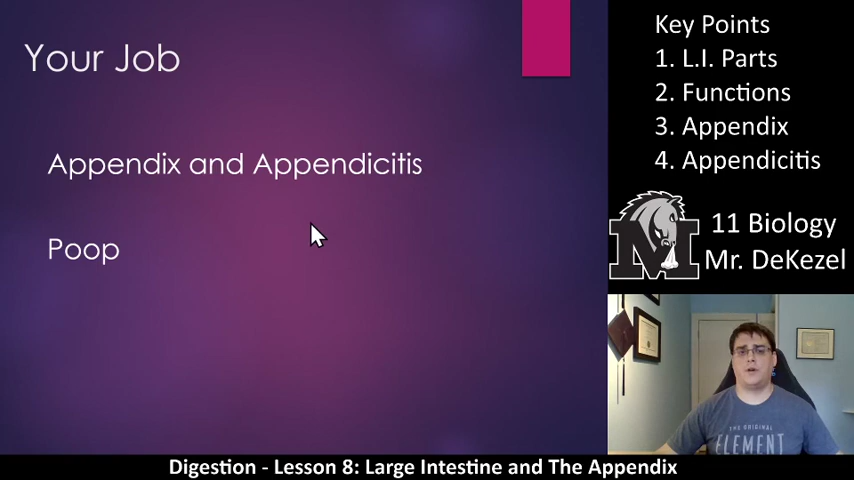 Your Job
Appendix and Appendicitis
Poop
Key Points
1. L.I. Parts
2. Functions
3. Appendix
4. Appendicitis
M
11 Biology
Mr. DeKezel
THE ORIGINAL
ELEMENT
Digestion - Lesson 8: Large Intestine and The Appendix